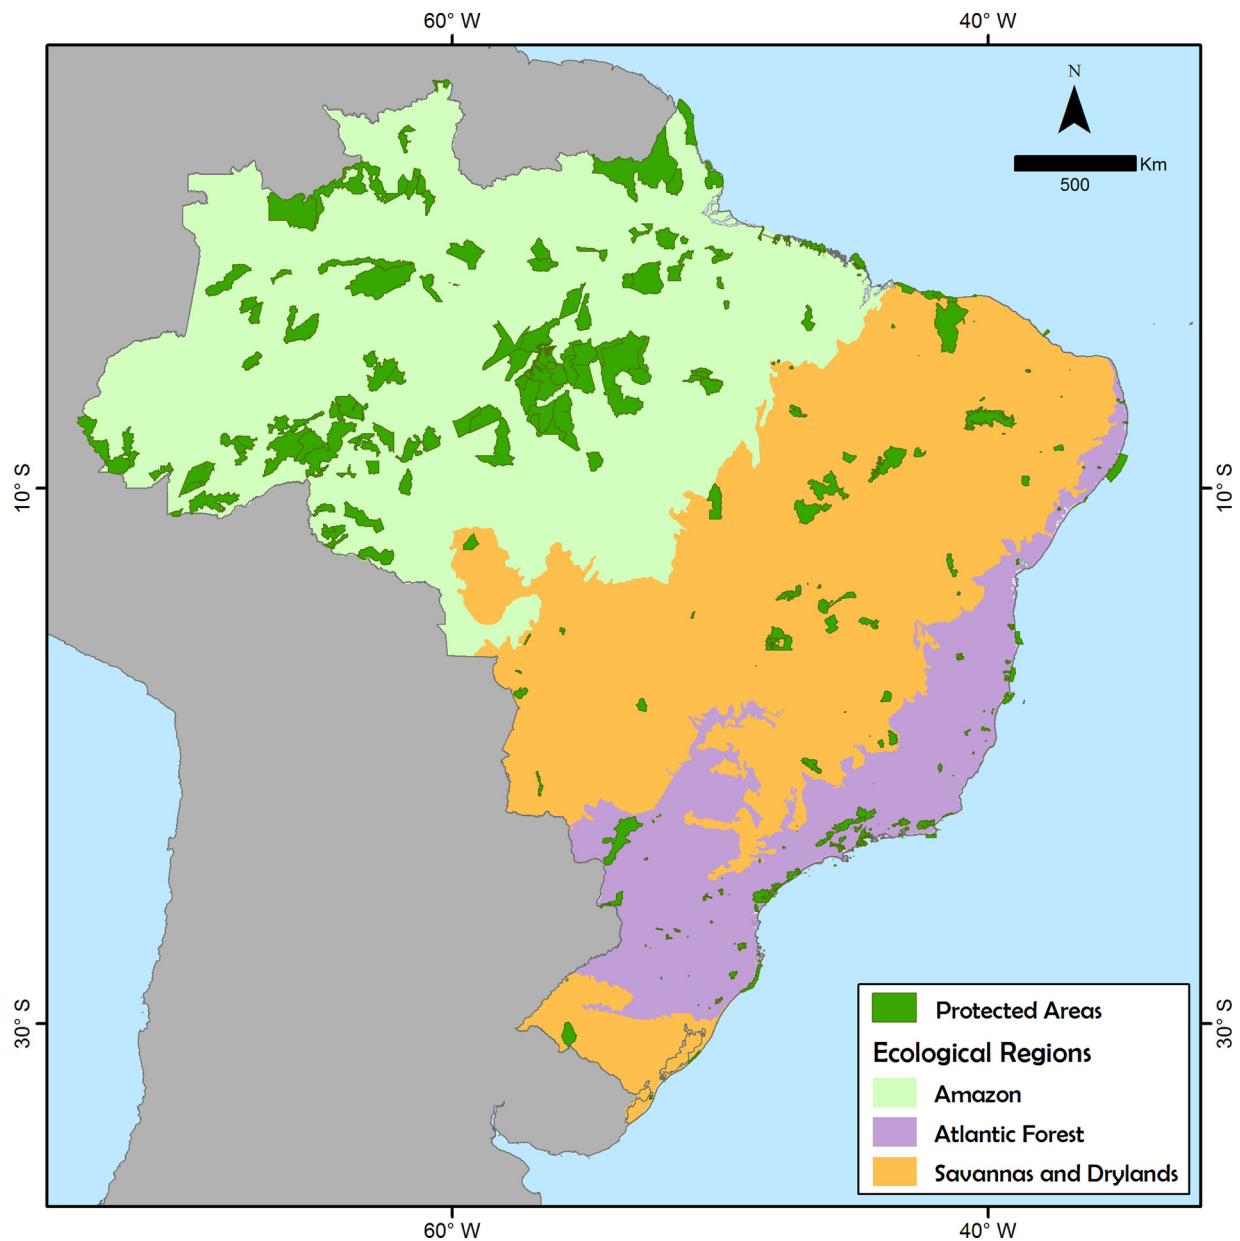 60° W
40° W
N
Km
500
10° S
10° S
30° S
30° S
Protected Areas
Ecological Regions
Amazon
Atlantic Forest
Savannas and Drylands
60° W
40° W